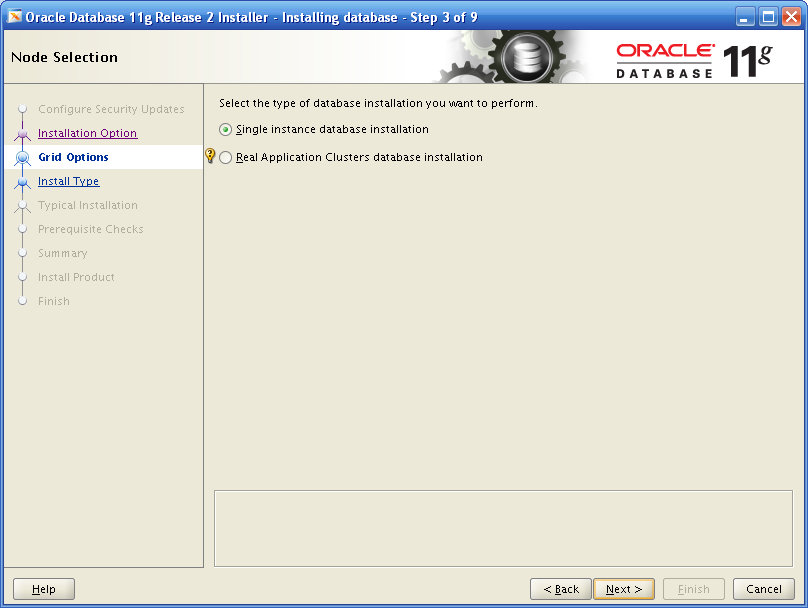 Oracle Database 11g Release 2 Installer - Installing database - Step 3 of 9
Node Selection
ORACLE
DATABASE
11g
Configure Security Updates
Installation Option
Grid Options
Install Type
Typical Installation
Prerequisite Checks
Summary
Install Product
Finish
Select the type of database installation you want to perform.
Single instance database installation
Real Application Clusters database installation
Help
< Back
Next >
Finish
Cancel